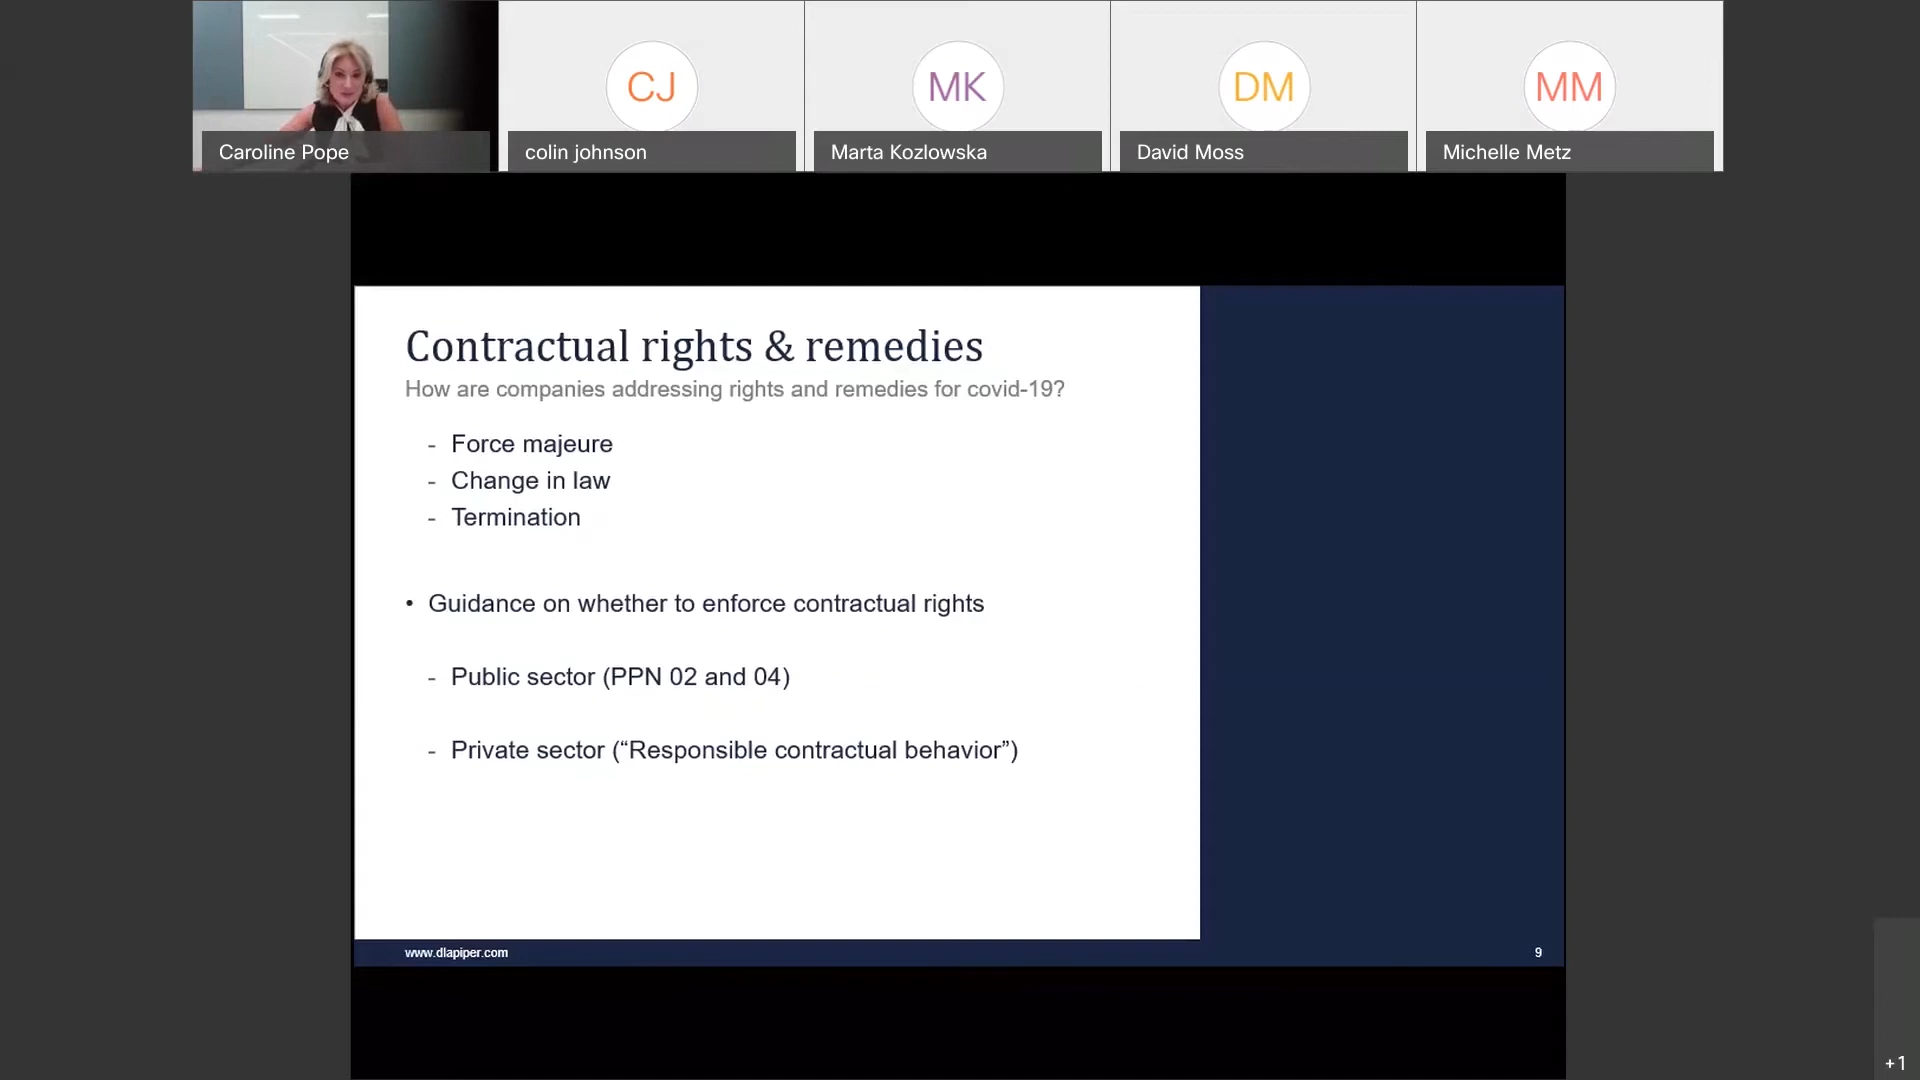 CJ
MK
DM
MM
Caroline Pope
colin johnson
Marta Kozlowska
David Moss
Michelle Metz
Contractual rights & remedies
How are companies addressing rights and remedies for covid-19?
- Force majeure
- Change in law
- Termination
• Guidance on whether to enforce contractual rights
- Public sector (PPN 02 and 04)
- Private sector (“Responsible contractual behavior”)
www.dlapiper.com
9
+1